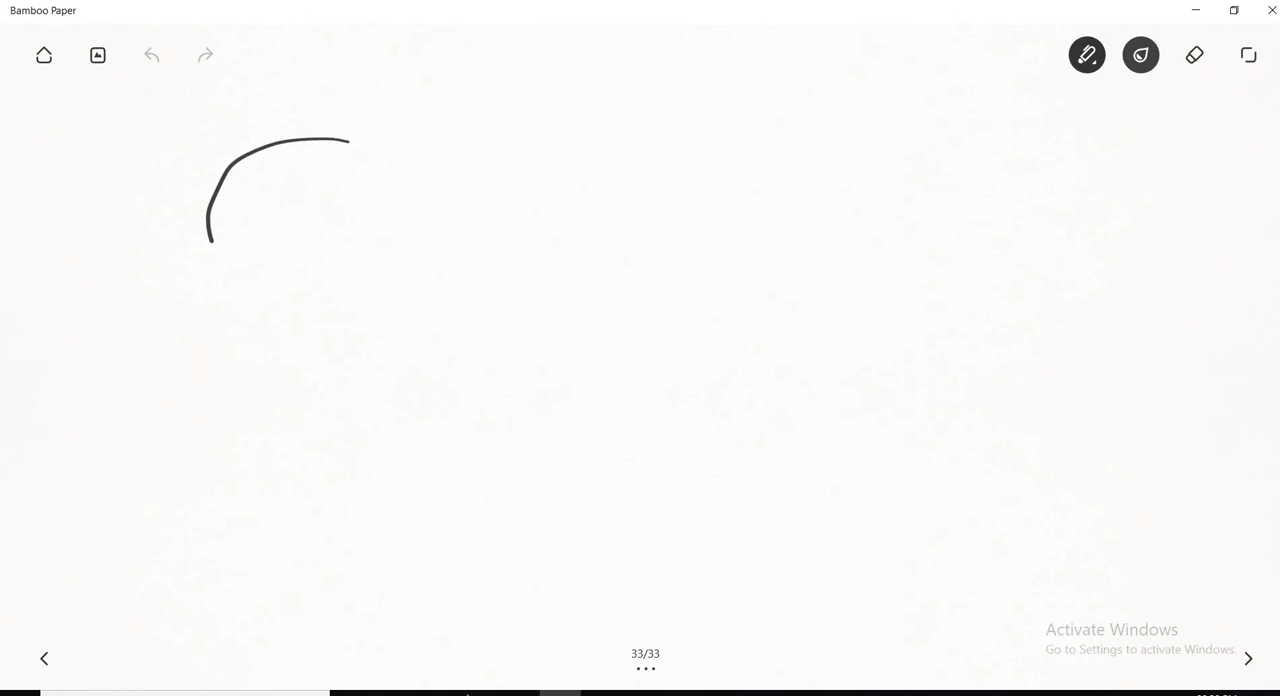 Bamboo Paper
Activate Windows
Go to Settings to activate Windows.
33/33